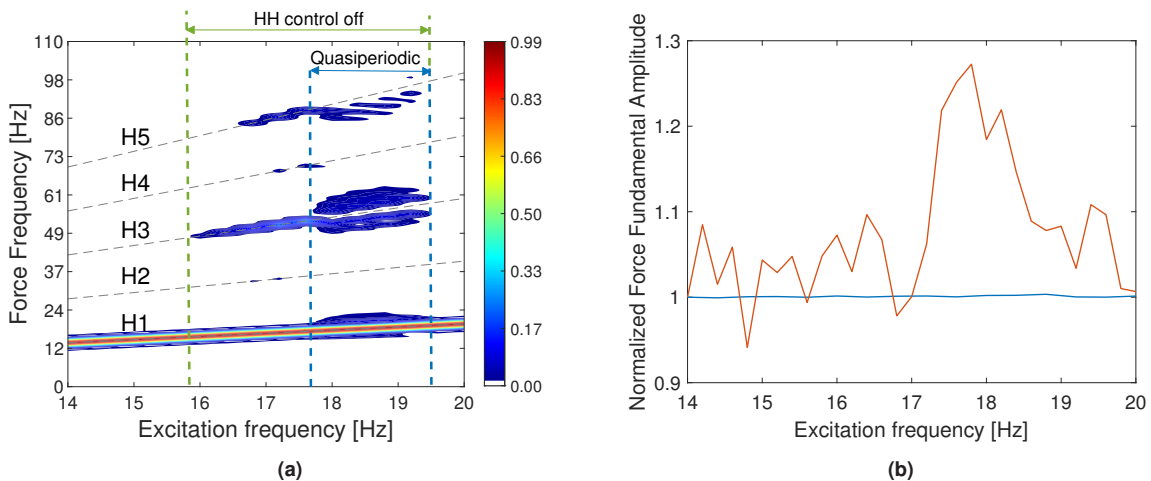 HH control off
Quasiperiodic
110
98
86
73
61
49
37
24
12
0
Force Frequency [Hz]
H5
H4
H3
H2
H1
14 15 16 17 18 19 20
Excitation frequency [Hz]
0.99
0.83
0.66
0.50
0.33
0.17
0.00
(a)
1.3
1.2
1.1
1
0.9
Normalized Force Fundamental Amplitude
14 15 16 17 18 19 20
Excitation frequency [Hz]
(b)